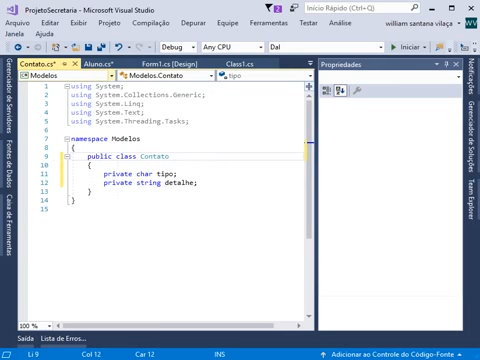 ProjetoSecretaria - Microsoft Visual Studio
2
Início Rápido (Ctrl+Q)
Arquivo Editar Exibir Projeto Compilação Depurar Equipe Ferramentas Testar Análise william santana vilaça WV
Janela Ajuda
Debug Any CPU Dal Iniciar
Contato.cs* Aluno.cs* Form1.cs [Design] Class1.cs
Modelos Modelos.Contato tipo
1 using System;
2 using System.Collections.Generic;
3 using System.Linq;
4 using System.Text;
5 using System.Threading.Tasks;
6
7 namespace Modelos
8 {
9 public class Contato
10 {
11 private char tipo;
12 private string detalhe;
13 }
14 }
15
100 %
Propriedades
Gerenciador de Servidores
Fontes de Dados
Caixa de Ferramentas
Notificações
Gerenciador de Soluções
Team Explorer
Saída Lista de Erros...
Li 9 Col 12 Car 12 INS Adicionar ao Controle do Código-Fonte